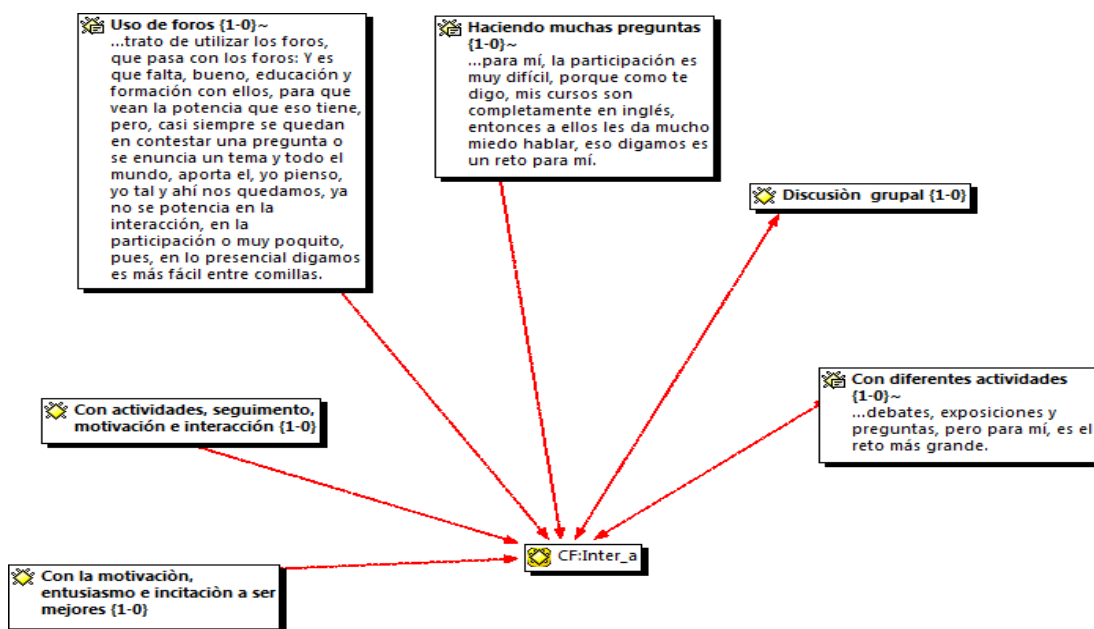 Uso de foros {1-0}~
...trato de utilizar los foros,
que pasa con los foros: Y es
que falta, bueno, educación y
formación con ellos, para que
vean la potencia que eso tiene,
pero, casi siempre se quedan
en contestar una pregunta o
se enuncia un tema y todo el
mundo, aporta el, yo pienso,
yo tal y ahí nos quedamos, ya
no se potencia en la
interacción, en la
participación o muy poquito,
pues, en lo presencial digamos
es más fácil entre comillas.
Haciendo muchas preguntas
{1-0}~
...para mí, la participación es
muy difícil, porque como te
digo, mis cursos son
completamente en inglés,
entonces a ellos les da mucho
miedo hablar, eso digamos es
un reto para mí.
Discusiòn grupal {1-0}
Con diferentes actividades
{1-0}~
...debates, exposiciones y
preguntas, pero para mí, es el
reto más grande.
Con actividades, seguimento,
motivación e interacción {1-0}
CF:Inter_a
Con la motivaciòn,
entusiasmo e incitaciòn a ser
mejores {1-0}